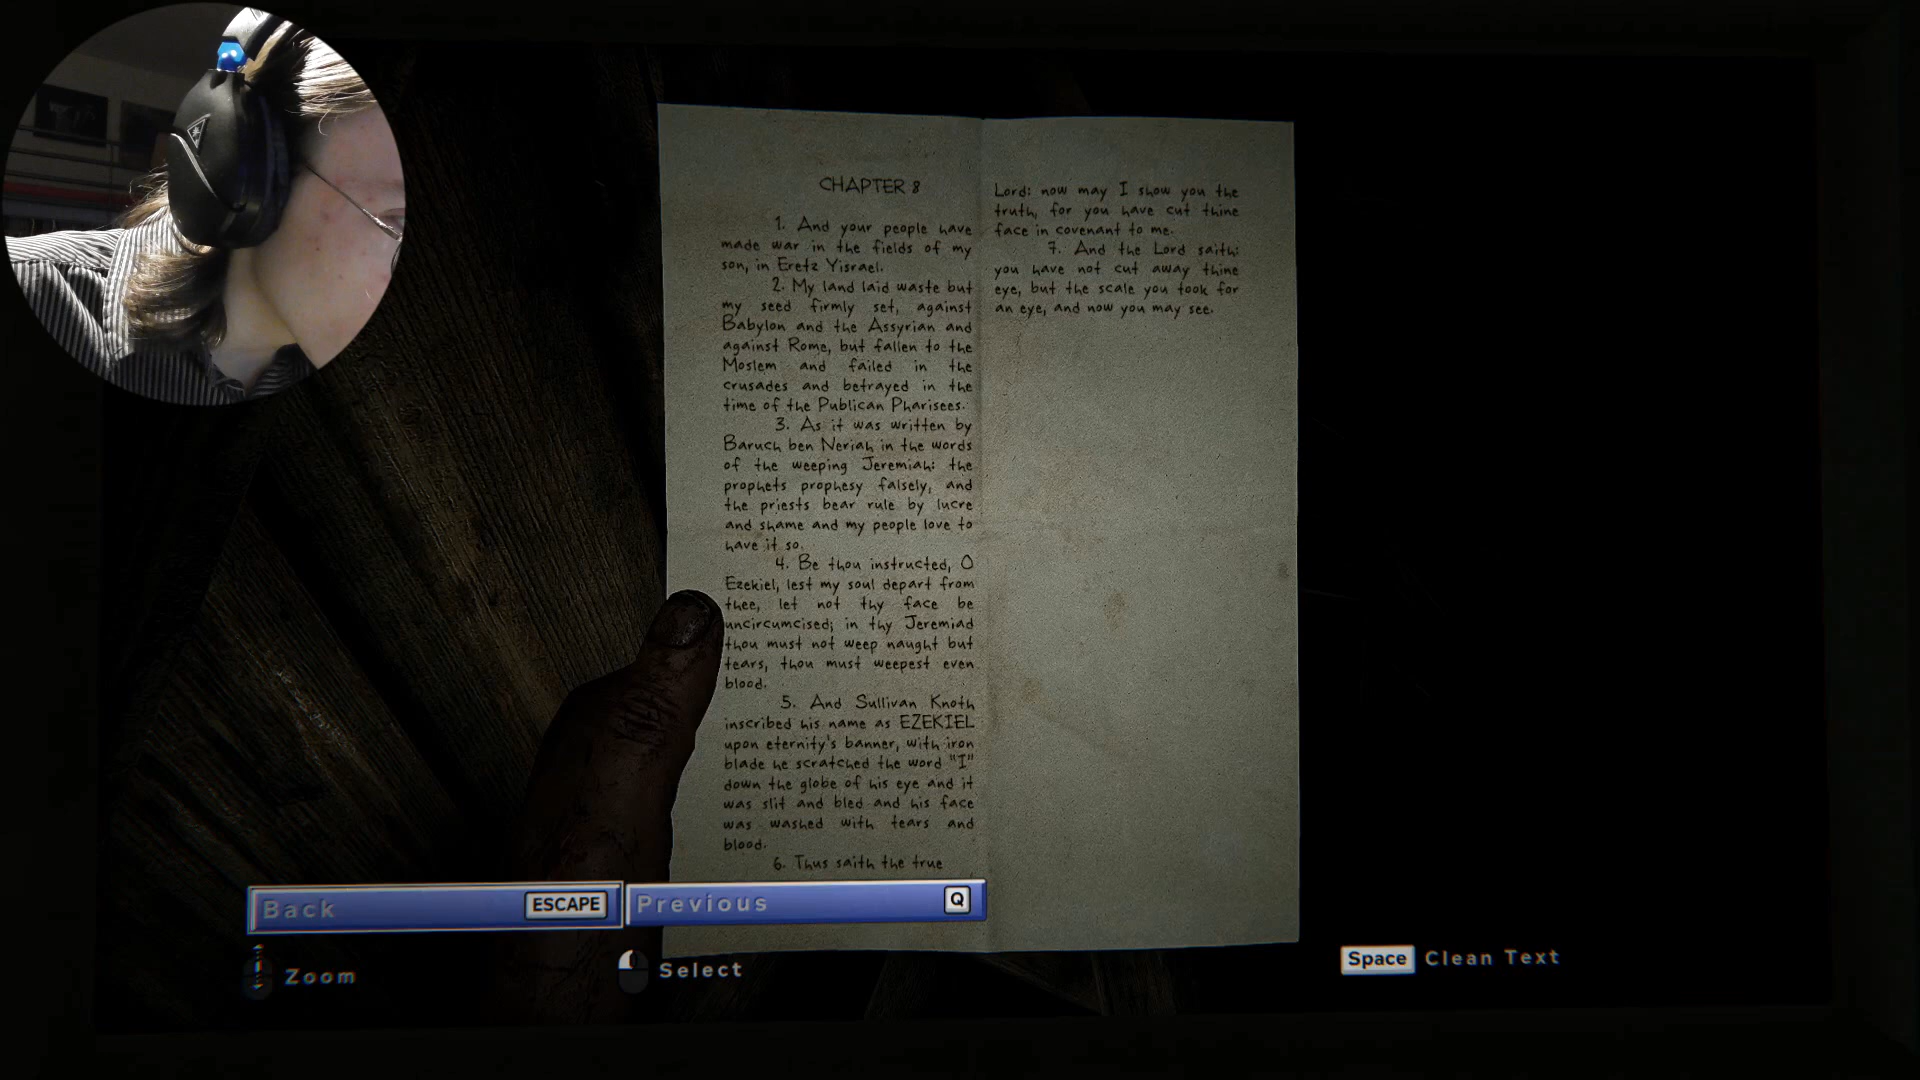 CHAPTER 8
1. And your people have
made war in the fields of my
son, in Eretz Yisrael.
2. My land laid waste but
my seed firmly set, against
Babylon and the Assyrian and
against Rome, but fallen to the
Moslem and failed in the
crusades and betrayed in the
time of the Publican Pharisees.
3. As it was written by
Baruch ben Neriah in the words
of the weeping Jeremiah: the
prophets prophesy falsely, and
the priests bear rule by lucre
and shame and my people love to
have it so.
4. Be thou instructed, O
Ezekiel, lest my soul depart from
thee, let not thy face be
uncircumcised; in thy Jeremiad
thou must not weep naught but
tears, thou must weepest even
blood.
5. And Sullivan Knoth
inscribed his name as EZEKIEL
upon eternity's banner, with iron
blade he scratched the word "I"
down the globe of his eye and it
was slit and bled and his face
was washed with tears and
blood.
6. Thus saith the true
Lord: now may I show you the
truth, for you have cut thine
face in covenant to me.
7. And the Lord saith:
you have not cut away thine
eye, but the scale you took for
an eye, and now you may see.
Back ESCAPE
Previous Q
Zoom
Select
Space Clean Text